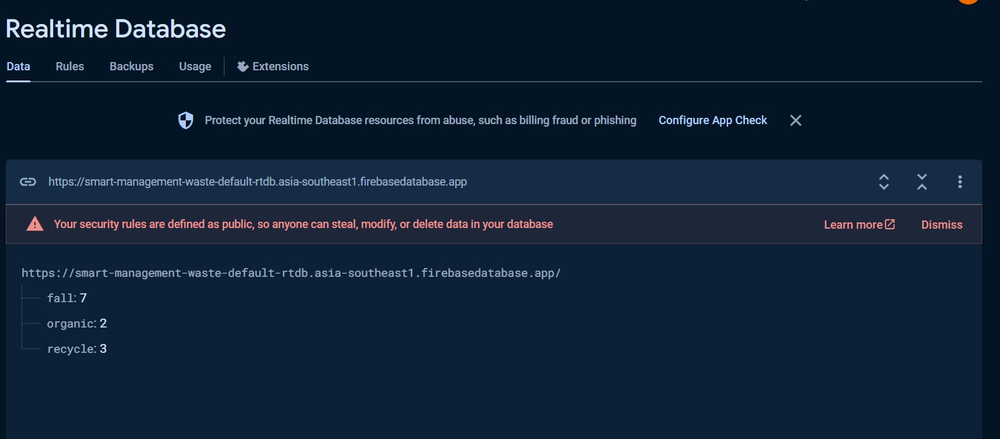 Realtime Database
Data Rules Backups Usage Extensions
Protect your Realtime Database resources from abuse, such as billing fraud or phishing Configure App Check
https://smart-management-waste-default-rtdb.asia-southeast1.firebasedatabase.app
Your security rules are defined as public, so anyone can steal, modify, or delete data in your database Learn more Dismiss
https://smart-management-waste-default-rtdb.asia-southeast1.firebasedatabase.app/
fall: 7
organic: 2
recycle: 3